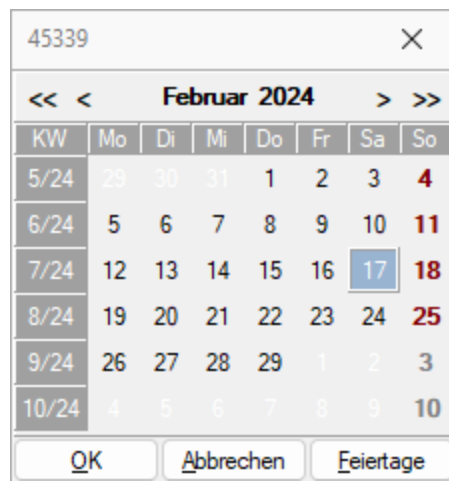 45339
<< < Februar 2024 > >>
KW Mo Di Mi Do Fr Sa So
5/24 29 30 31 1 2 3 4
6/24 5 6 7 8 9 10 11
7/24 12 13 14 15 16 17 18
8/24 19 20 21 22 23 24 25
9/24 26 27 28 29 1 2 3
10/24 4 5 6 7 8 9 10
OK Abbrechen Feiertage